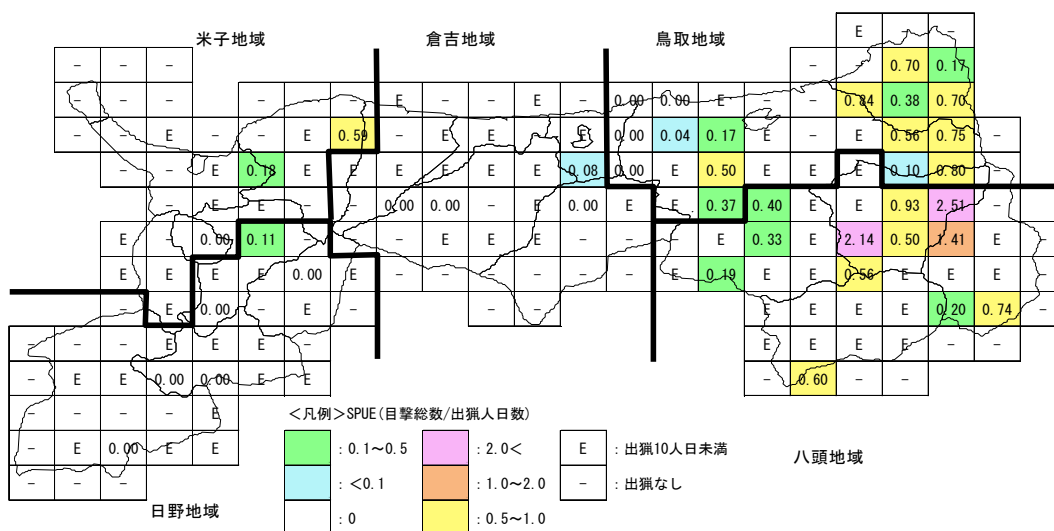 E -
米子地域 倉吉地域 鳥取地域
- - - - - 0.70 0.17
- - - - - - E - - E - 0.00 0.00 E - - 0.84 0.38 0.70
- - E - - E 0.59 - E E - E 0.00 0.04 0.17 E - E 0.56 0.75 -
- - E 0.18 E E E E E E 0.08 0.00 E 0.50 E E E 0.10 0.80
- - E E - - 0.00 0.00 - E 0.00 E E 0.37 0.40 E E 0.93 2.51 -
E - 0.00 0.11 - - - E E E - - - E 0.33 E 2.14 0.50 1.41 E -
E E E E 0.00 E - - - - - - E 0.19 E E 0.56 E E E
- E 0.00 - E - - E E E E 0.20 0.74 -
- - - E E E - E E E E - -
- E E 0.00 0.00 E E - 0.60 - -
- - - - E
<凡例>SPUE(目撃総数/出猟人日数)
- E 0.00 E E
: 0.1~0.5 : 2.0< E : 出猟10人日未満
八頭地域
- - -
: <0.1 : 1.0~2.0 - : 出猟なし
日野地域
: 0 : 0.5~1.0